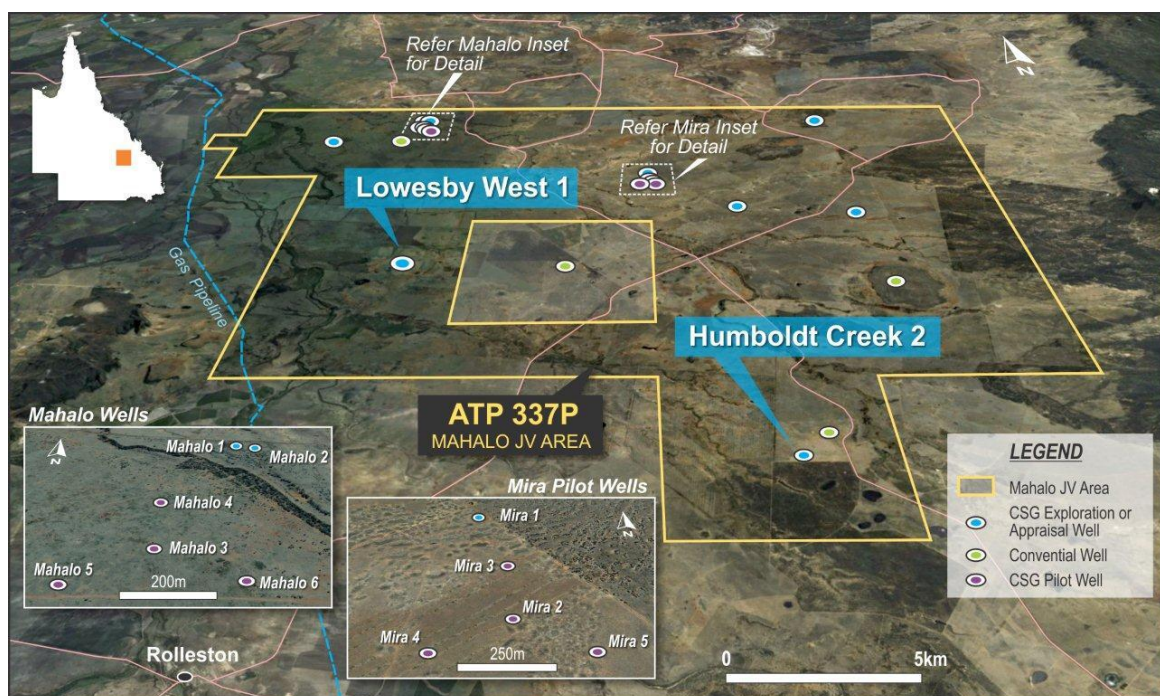 Refer Mahalo Inset
for Detail
N
Refer Mira Inset
for Detail
Lowesby West 1
Gas Pipeline
Humboldt Creek 2
ATP 337P
MAHALO JV AREA
Mahalo Wells
N
Mahalo 1
Mahalo 2
Mahalo 4
Mahalo 3
Mahalo 5
Mahalo 6
200m
Mira Pilot Wells
N
Mira 1
Mira 3
Mira 2
Mira 4
Mira 5
250m
LEGEND
Mahalo JV Area
CSG Exploration or
Appraisal Well
Convential Well
CSG Pilot Well
Rolleston
0
5km